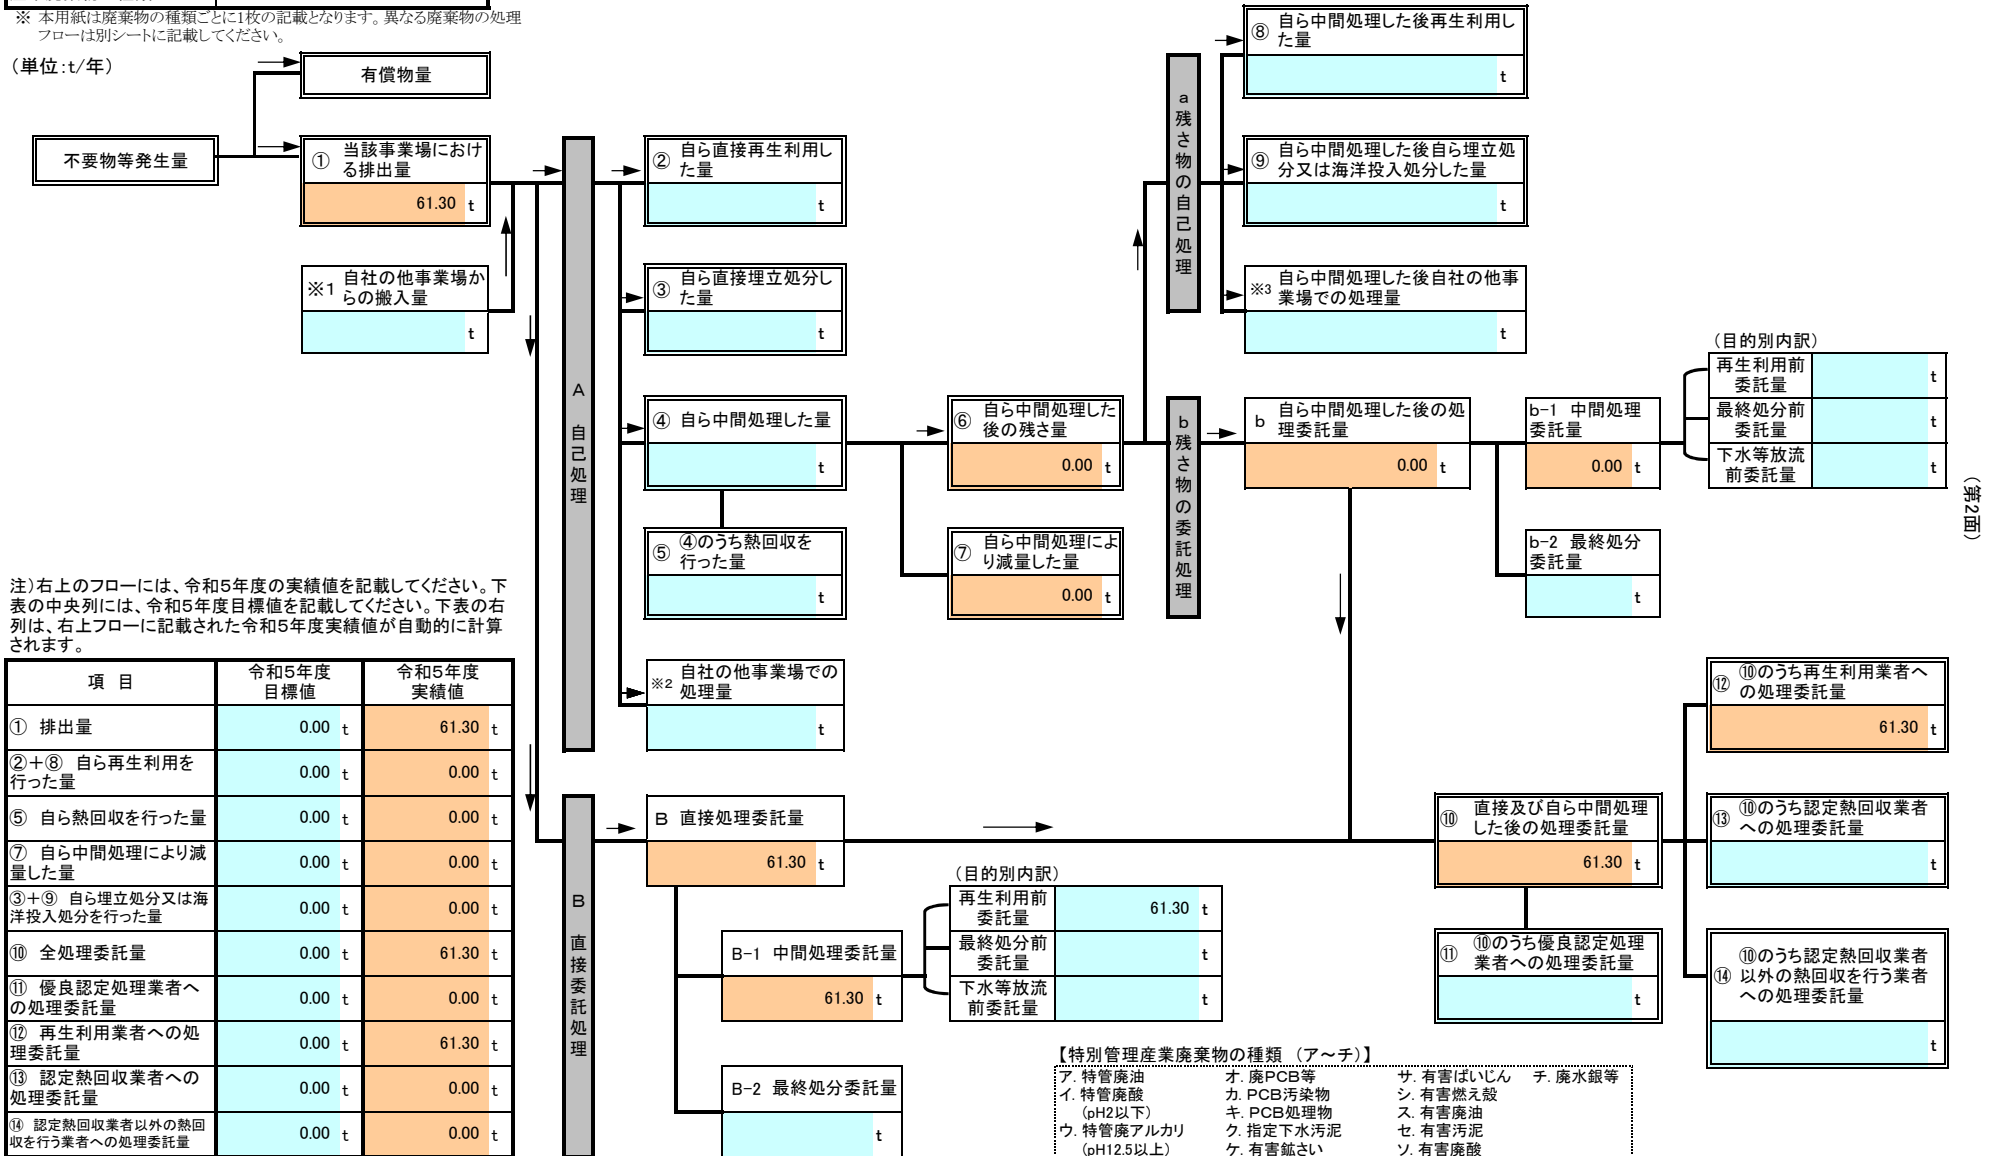 ※ 本用紙は廃棄物の種類ごとに1枚の記載となります。異なる廃棄物の処理
フローは別シートに記載してください。
(単位:t/年)
有償物量
不要物等発生量
① 当該事業場におけ
る排出量
61.30 t
※1 自社の他事業場か
らの搬入量
t
A 自己処理
② 自ら直接再生利用し
た量
t
③ 自ら直接埋立処分し
た量
t
④ 自ら中間処理した量
t
⑤ ④のうち熱回収を
行った量
t
※2 自社の他事業場での
処理量
t
⑥ 自ら中間処理した
後の残さ量
0.00 t
⑦ 自ら中間処理によ
り減量した量
0.00 t
a 残さ物の自己処理
⑧ 自ら中間処理した後再生利用し
た量
t
⑨ 自ら中間処理した後自ら埋立処
分又は海洋投入処分した量
t
※3 自ら中間処理した後自社の他事
業場での処理量
t
b 残さ物の委託処理
b 自ら中間処理した後の処
理委託量
0.00 t
b-1 中間処理
委託量
0.00 t
b-2 最終処分
委託量
t
(目的別内訳)
再生利用前
委託量
t
最終処分前
委託量
t
下水等放流
前委託量
t
(第2面)
注)右上のフローには、令和5年度の実績値を記載してください。下
表の中央列には、令和5年度目標値を記載してください。下表の右
列は、右上フローに記載された令和5年度実績値が自動的に計算
されます。
項 目 令和5年度 目標値 令和5年度 実績値
① 排出量 0.00 t 61.30 t
②+⑧ 自ら再生利用を
行った量 0.00 t 0.00 t
⑤ 自ら熱回収を行った量 0.00 t 0.00 t
⑦ 自ら中間処理により減
量した量 0.00 t 0.00 t
③+⑨ 自ら埋立処分又は海
洋投入処分を行った量 0.00 t 0.00 t
⑩ 全処理委託量 0.00 t 61.30 t
⑪ 優良認定処理業者へ
の処理委託量 0.00 t 0.00 t
⑫ 再生利用業者への処
理委託量 0.00 t 61.30 t
⑬ 認定熱回収業者への
処理委託量 0.00 t 0.00 t
⑭ 認定熱回収業者以外の熱回
収を行う業者への処理委託量 0.00 t 0.00 t
B 直接委託処理
B 直接処理委託量
61.30 t
B-1 中間処理委託量
61.30 t
B-2 最終処分委託量
t
(目的別内訳)
再生利用前
委託量
61.30 t
最終処分前
委託量
t
下水等放流
前委託量
t
⑩ 直接及び自ら中間処理
した後の処理委託量
61.30 t
⑪ ⑩のうち優良認定処理
業者への処理委託量
t
⑫ ⑩のうち再生利用業者へ
の処理委託量
61.30 t
⑬ ⑩のうち認定熱回収業者
への処理委託量
t
⑭ ⑩のうち認定熱回収業者
以外の熱回収を行う業者
への処理委託量
t
【特別管理産業廃棄物の種類 (ア~チ)】
ア. 特管廃油 オ. 廃PCB等 サ. 有害ばいじん チ. 廃水銀等
イ. 特管廃酸 カ. PCB汚染物 シ. 有害燃え殻
(pH2以下) キ. PCB処理物 ス. 有害廃油
ウ. 特管廃アルカリ ク. 指定下水汚泥 セ. 有害汚泥
(pH12.5以上) ケ. 有害鉱さい ソ. 有害廃酸